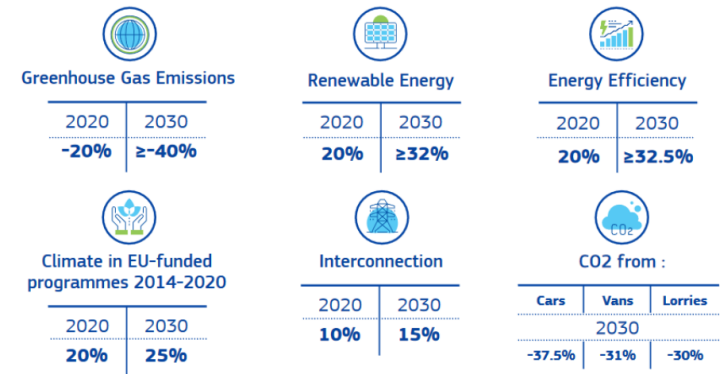 Greenhouse Gas Emissions
2020 2030
-20% ≥-40%
Renewable Energy
2020 2030
20% ≥32%
Energy Efficiency
2020 2030
20% ≥32.5%
Climate in EU-funded
programmes 2014-2020
2020 2030
20% 25%
Interconnection
2020 2030
10% 15%
CO2
CO2 from :
Cars Vans Lorries
2030
-37.5% -31% -30%